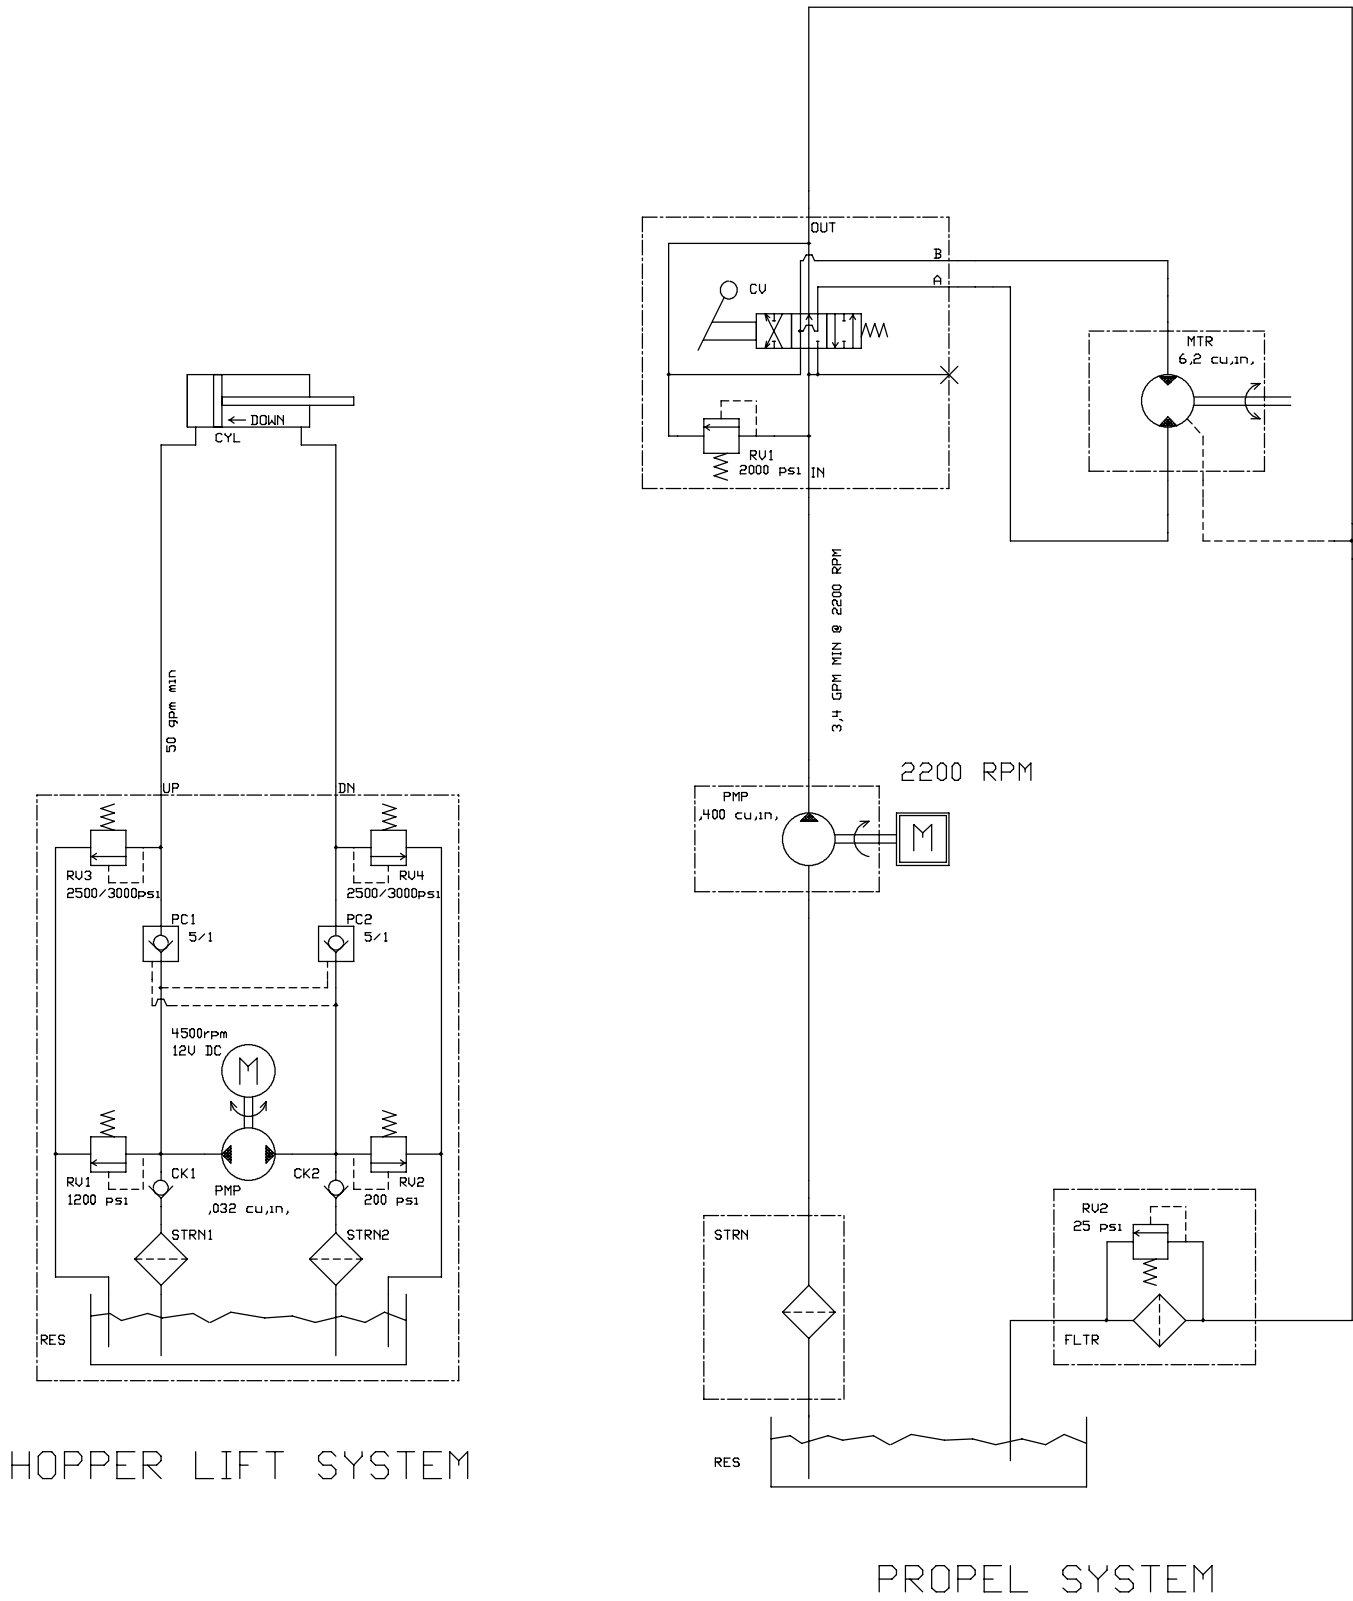 OUT
B
A
CV
MTR
6,2 cu,in,
DOWN
CYL
RV1
2000 psi
IN
3,4 GPM MIN @ 2200 RPM
50 gpm min
2200 RPM
UP
DN
PMP
,400 cu,in,
M
RV3
2500/3000psi
RV4
2500/3000psi
PC1
5/1
PC2
5/1
4500rpm
12V DC
M
CK1
CK2
RV1
1200 psi
PMP
,032 cu,in,
RV2
200 psi
STRN1
STRN2
RES
STRN
RV2
25 psi
FLTR
RES
HOPPER LIFT SYSTEM
PROPEL SYSTEM